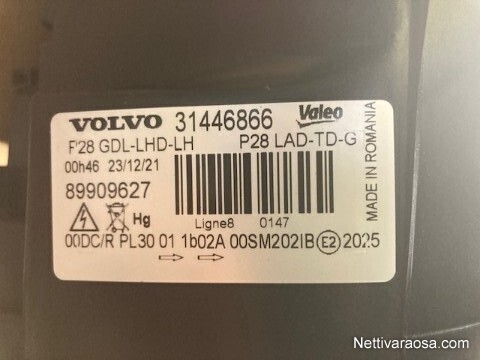 VOLVO 31446866 Valeo
P28 GDL-LHD-LH P28 LAD-TD-G
00h46 23/12/21
89909627
Hg Ligne8 0147
00DC/R PL30 01 1b02A 00SM202IB E2 2025
MADE IN ROMANIA
Nettivaraosa.com